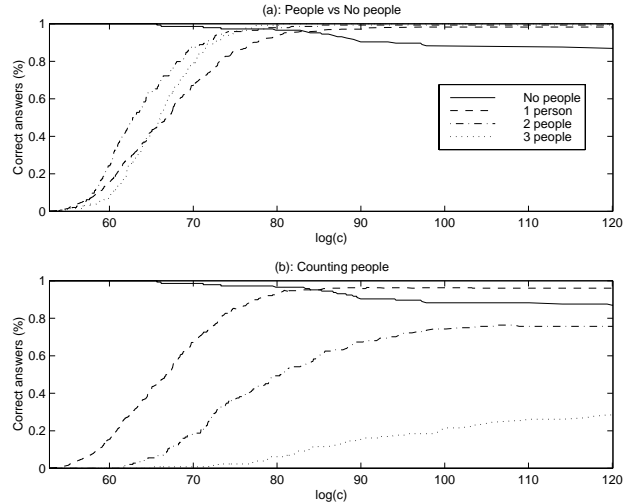 (a): People vs No people
1
0.8
0.6
0.4
0.2
0
Correct answers (%)
No people
1 person
2 people
3 people
60 70 80 90 100 110 120
log(c)
(b): Counting people
1
0.8
0.6
0.4
0.2
0
Correct answers (%)
60 70 80 90 100 110 120
log(c)